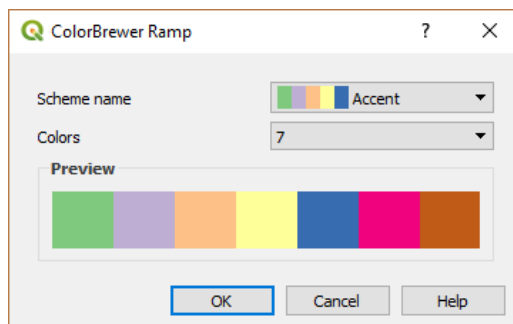 ColorBrewer Ramp ?
Scheme name Accent
Colors 7
Preview
OK Cancel Help